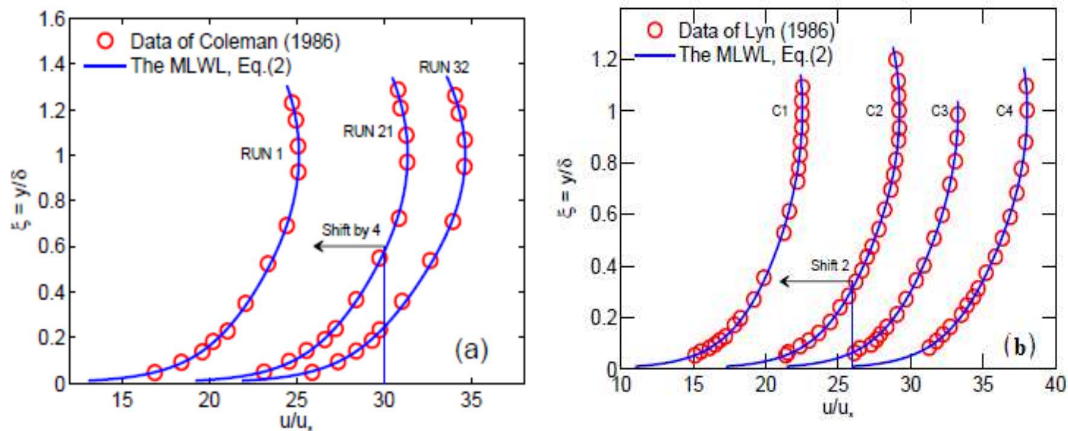 Data of Coleman (1986)
The MLWL, Eq.(2)
RUN 32
RUN 21
RUN 1
Shift by 4
(a)
ξ = y/δ
1.6
1.4
1.2
1
0.8
0.6
0.4
0.2
0
15 20 25 30 35
u/u*
Data of Lyn (1986)
The MLWL, Eq.(2)
C1 C2 C3 C4
Shift 2
(b)
ξ = y/δ
1.2
1
0.8
0.6
0.4
0.2
0
10 15 20 25 30 35 40
u/u*